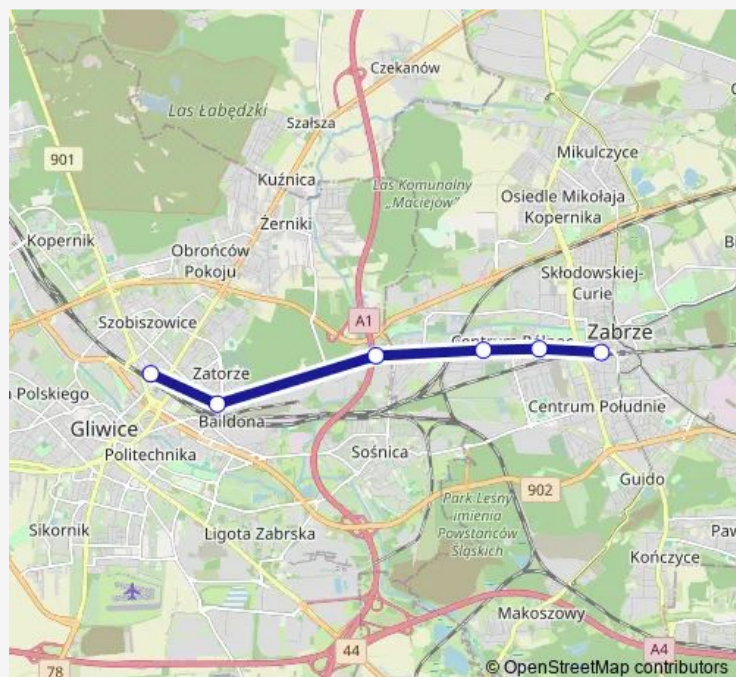 Czekanów
Las Łabędzki
Szałsza
901
Mikulczyce
Kuźnica
Las Komunalny
„Maciejów”
Osiedle Mikołaja
Kopernika
Żerniki
Kopernik
Obrońców
Pokoju
Skłodowskiej-
Curie
A1
Szobiszowice
Zabrze
Zatorze
a Polskiego
Baildona
Centrum Południe
Gliwice
Politechnika
Sośnica
Guido
902
Park Leśny
imienia
Powstańców
Śląskich
Sikornik
Ligota Zabrska
Paw
Kończyce
Makoszowy
44
A4
78
© OpenStreetMap contributors